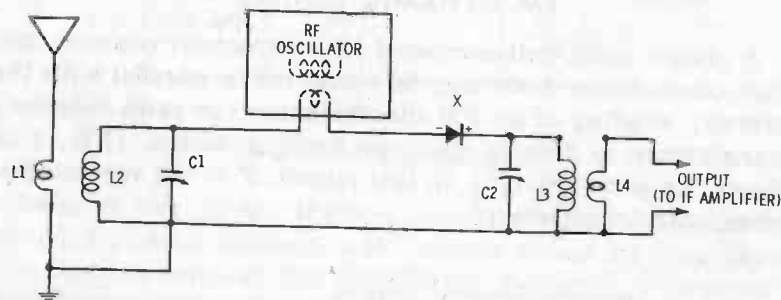 RF
OSCILLATOR
X
- +
L1
L2
C1
C2
L3
L4
OUTPUT
(TO IF AMPLIFIER)